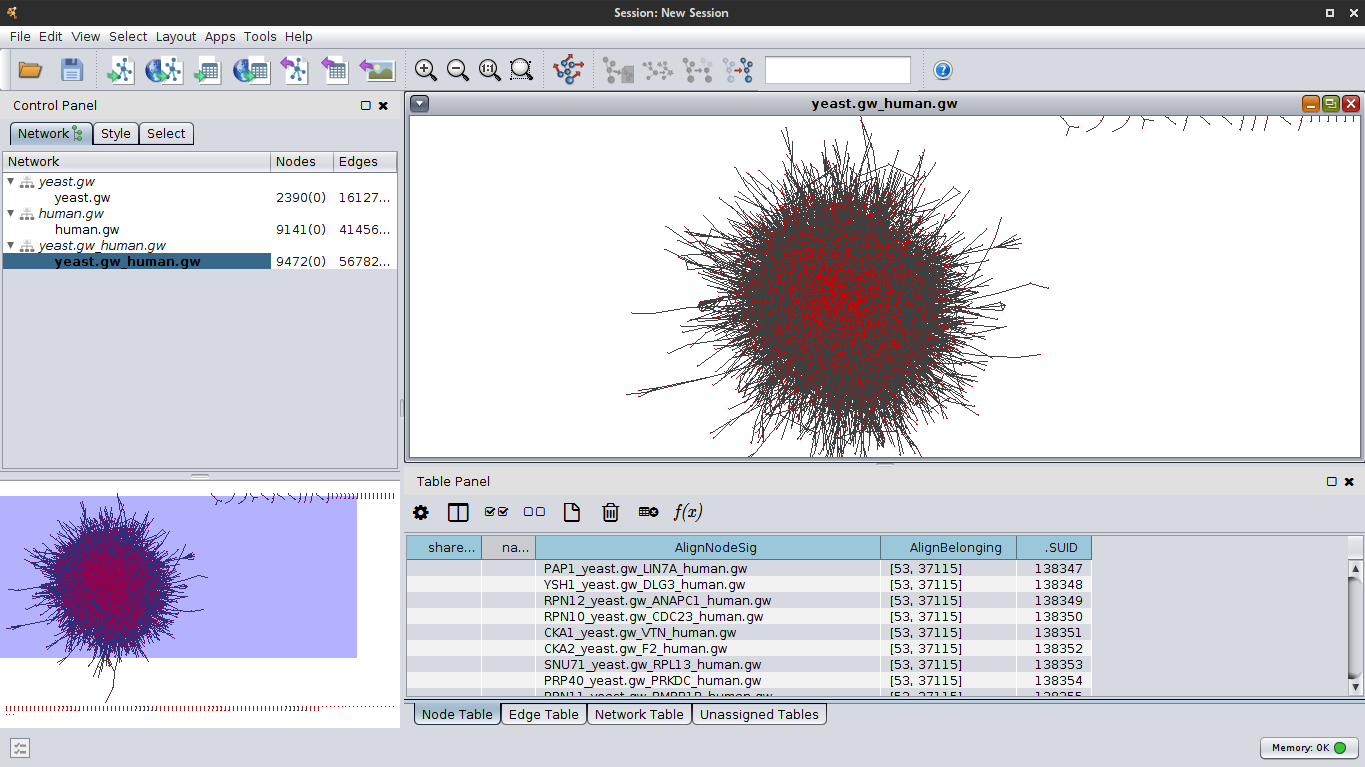 Session: New Session
File Edit View Select Layout Apps Tools Help
1:1
?
Control Panel
Network Style Select
Network Nodes Edges
yeast.gw
yeast.gw 2390(0) 16127...
human.gw
human.gw 9141(0) 41456...
yeast.gw_human.gw
yeast.gw_human.gw 9472(0) 56782...
yeast.gw_human.gw
Table Panel
f(x)
share... na... AlignNodeSig AlignBelonging .SUID
PAP1_yeast.gw_LIN7A_human.gw [53, 37115] 138347
YSH1_yeast.gw_DLG3_human.gw [53, 37115] 138348
RPN12_yeast.gw_ANAPC1_human.gw [53, 37115] 138349
RPN10_yeast.gw_CDC23_human.gw [53, 37115] 138350
CKA1_yeast.gw_VTN_human.gw [53, 37115] 138351
CKA2_yeast.gw_F2_human.gw [53, 37115] 138352
SNU71_yeast.gw_RPL13_human.gw [53, 37115] 138353
PRP40_yeast.gw_PRKDC_human.gw [53, 37115] 138354
Node Table Edge Table Network Table Unassigned Tables
Memory: OK